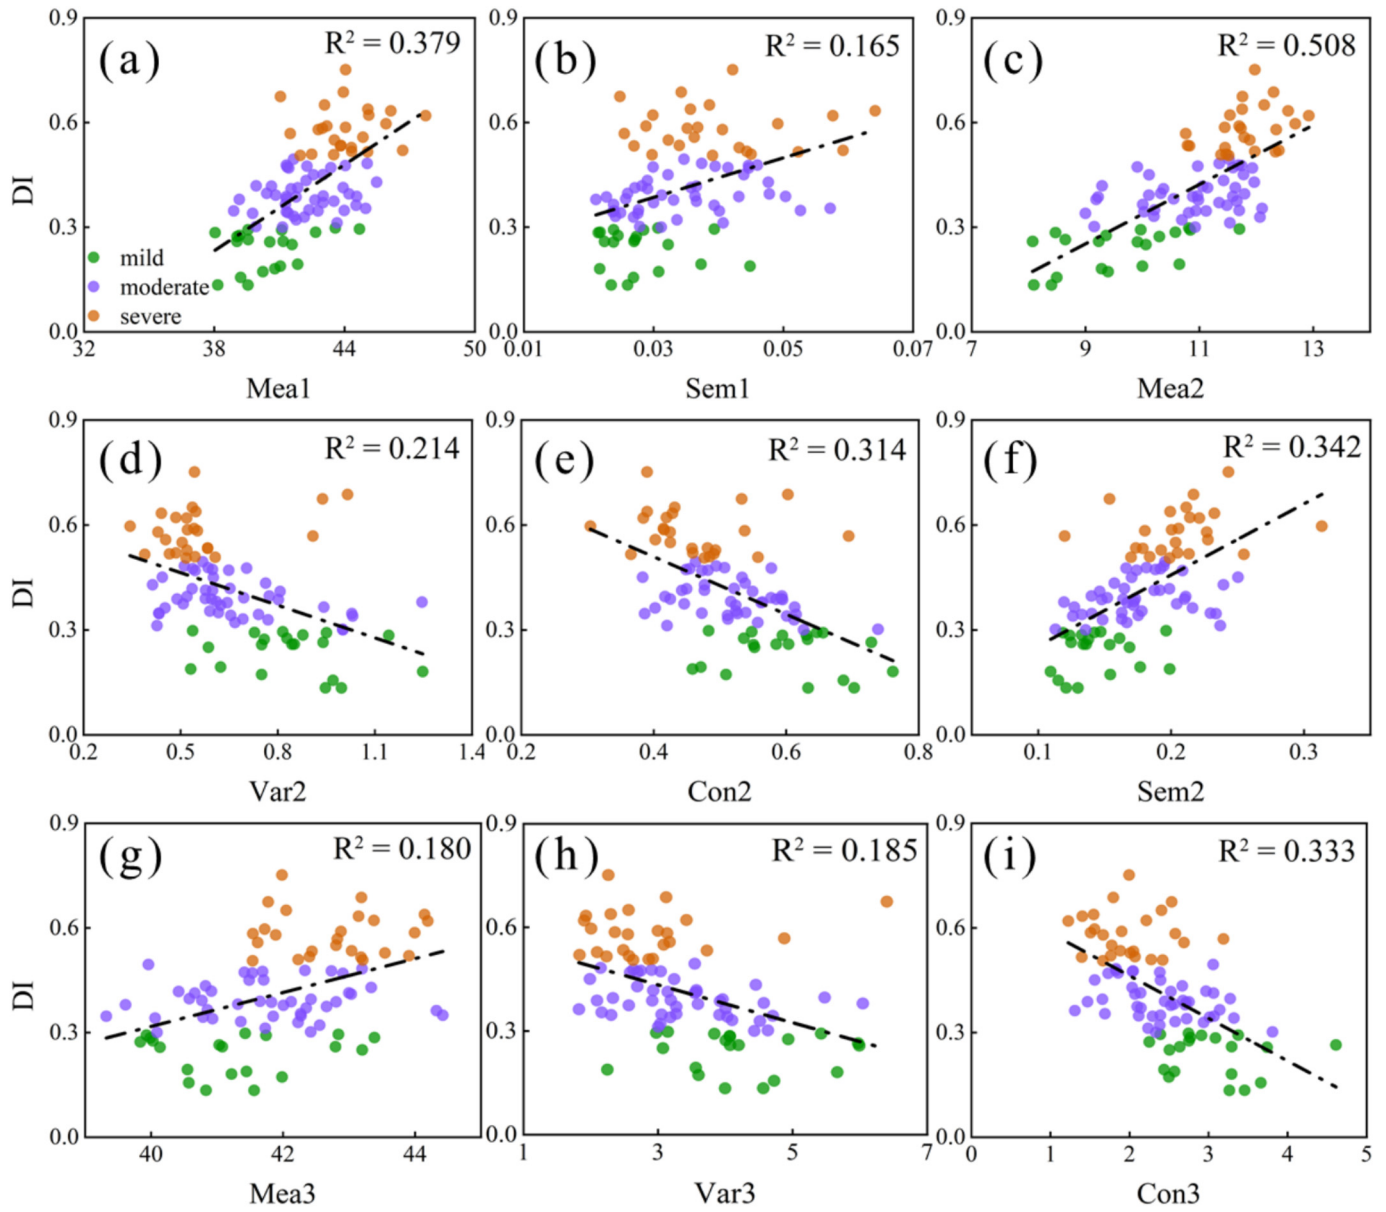 (a) R² = 0.379
(b) R² = 0.165
(c) R² = 0.508
0.9 0.9 0.9
0.6 0.6 0.6
DI
0.3 0.3 0.3
mild
moderate
severe
0.0 0.0 0.0
32 38 44 50
0.01 0.03 0.05 0.07
7 9 11 13
Mea1 Sem1 Mea2
(d) R² = 0.214
(e) R² = 0.314
(f) R² = 0.342
0.9 0.9 0.9
0.6 0.6 0.6
DI
0.3 0.3 0.3
0.0 0.0 0.0
0.2 0.5 0.8 1.1 1.4
0.2 0.4 0.6 0.8
0.1 0.2 0.3
Var2 Con2 Sem2
(g) R² = 0.180
(h) R² = 0.185
(i) R² = 0.333
0.9 0.9 0.9
0.6 0.6 0.6
DI
0.3 0.3 0.3
0.0 0.0 0.0
40 42 44
1 3 5 7
0 1 2 3 4 5
Mea3 Var3 Con3